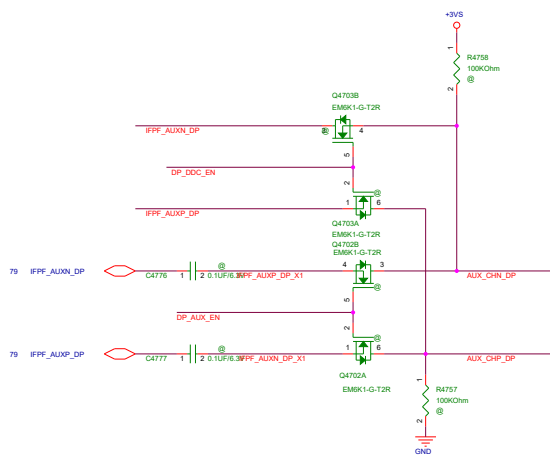 +3VS
1
R4758
100KOhm
@
2
Q4703B
EM6K1-G-T2R
IFPF_AUXN_DP
@
4
5
DP_DDC_EN
2
@
IFPF_AUXP_DP
1
6
Q4703A
EM6K1-G-T2R
Q4702B
EM6K1-G-T2R
79 IFPF_AUXN_DP
C4776
1
@
2
0.1UF/6.3V
IFPF_AUXP_DP_X1
4
3
AUX_CHN_DP
5
@
DP_AUX_EN
2
@
79 IFPF_AUXP_DP
C4777
1
@
2
0.1UF/6.3V
IFPF_AUXN_DP_X1
1
6
AUX_CHP_DP
Q4702A
EM6K1-G-T2R
1
R4757
100KOhm
@
2
GND